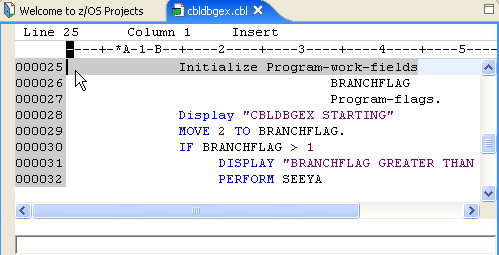 Welcome to z/OS Projects cbldbgex.cbl
Line 25 Column 1 Insert
----+-*A-1-B--+----2----+----3----+----4----+----5----
000025 Initialize Program-work-fields
000026 BRANCHFLAG
000027 Program-flags.
000028 Display "CBLDBGEX STARTING"
000029 MOVE 2 TO BRANCHFLAG.
000030 IF BRANCHFLAG > 1
000031 DISPLAY "BRANCHFLAG GREATER THAN
000032 PERFORM SEEYA